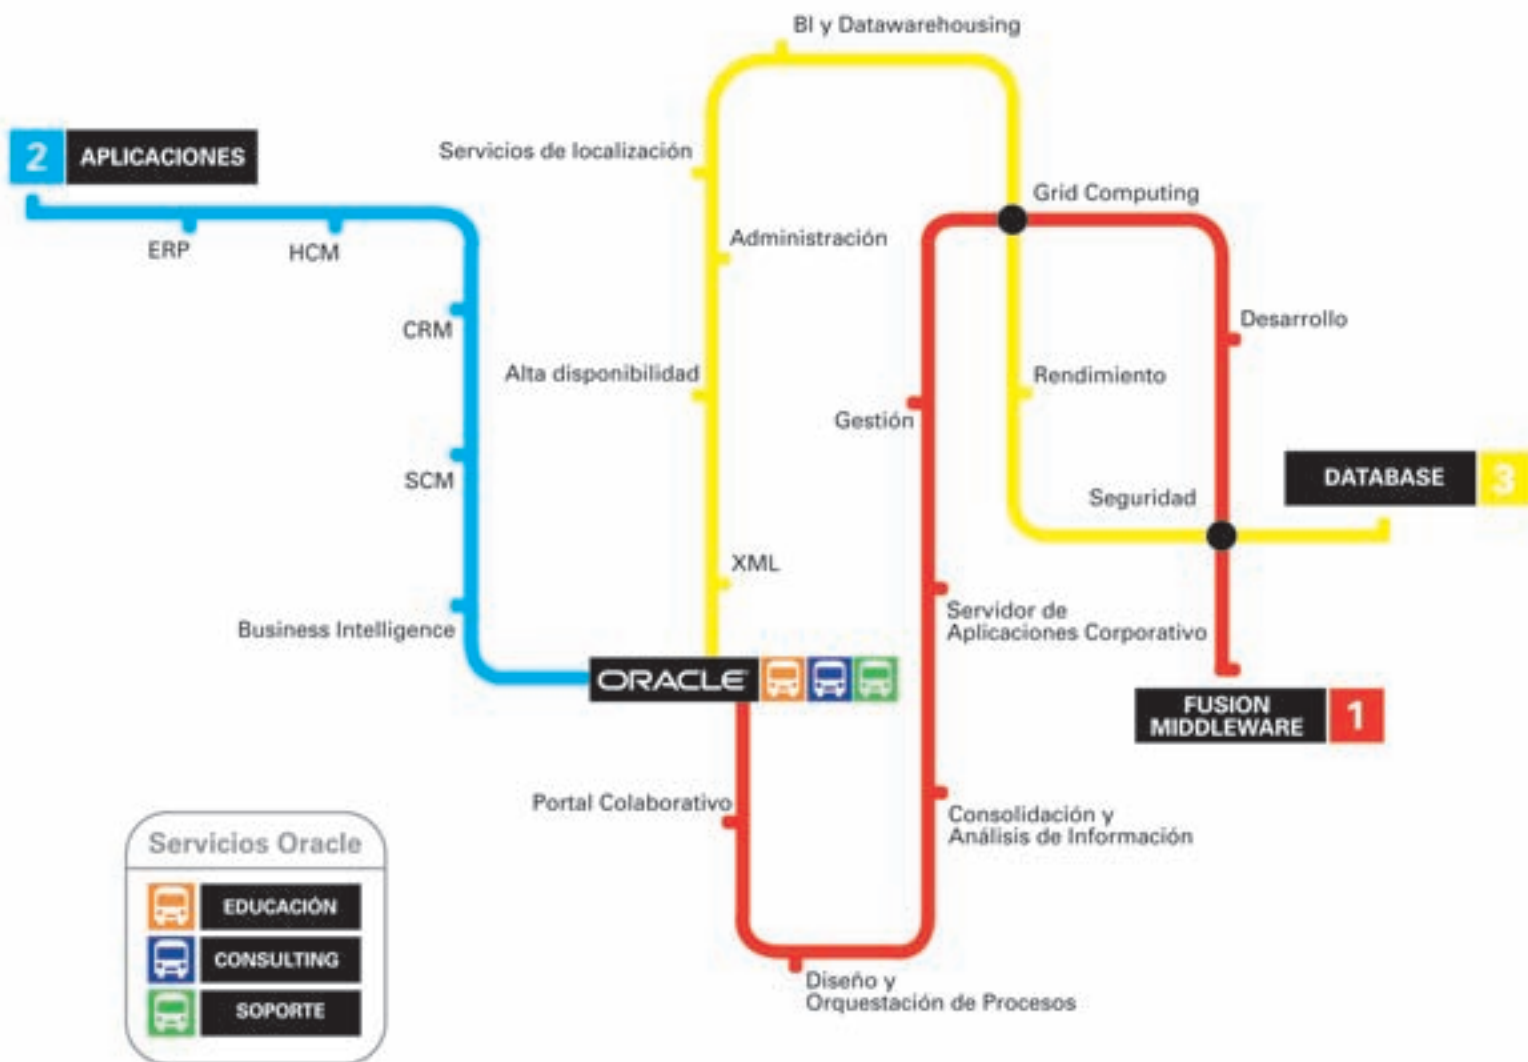 BI y Datawarehousing
2 APLICACIONES
Servicios de localización
Grid Computing
Administración
ERP
HCM
CRM
Desarrollo
Alta disponibilidad
Rendimiento
Gestión
SCM
DATABASE 3
Seguridad
XML
Business Intelligence
Servidor de
Aplicaciones Corporativo
ORACLE
FUSION
MIDDLEWARE 1
Portal Colaborativo
Consolidación y
Análisis de Información
Servicios Oracle
EDUCACIÓN
CONSULTING
SOPORTE
Diseño y
Orquestación de Procesos